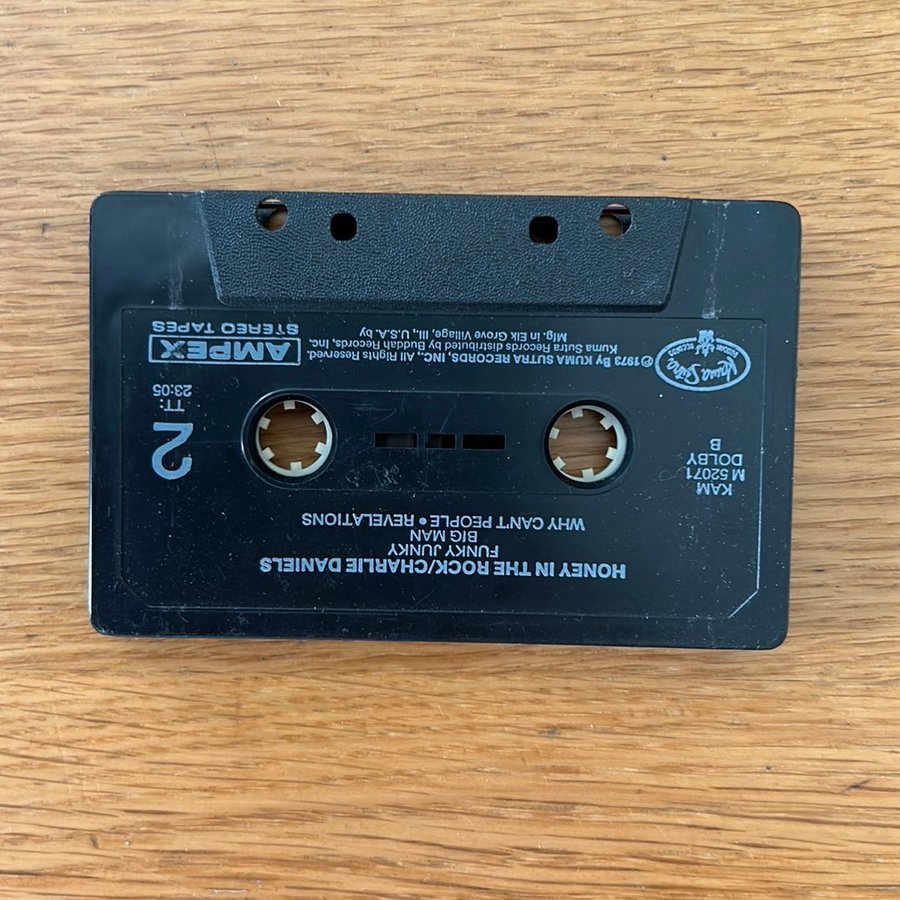 HONEY IN THE ROCK/CHARLIE DANIELS
FUNKY JUNKY
BIG MAN
WHY CAN'T PEOPLE • REVELATIONS
KAM
M 52071
DOLBY
B
2
TT:
23:05
Kama Sutra
BUDDAH RECORDS
℗1973 By KUMA SUTRA RECORDS, INC. All Rights Reserved.
Kuma Sutra Records distributed by Buddah Records, Inc.
Mfg. in Elk Grove Village, Ill., U.S.A. by
AMPEX
STEREO TAPES